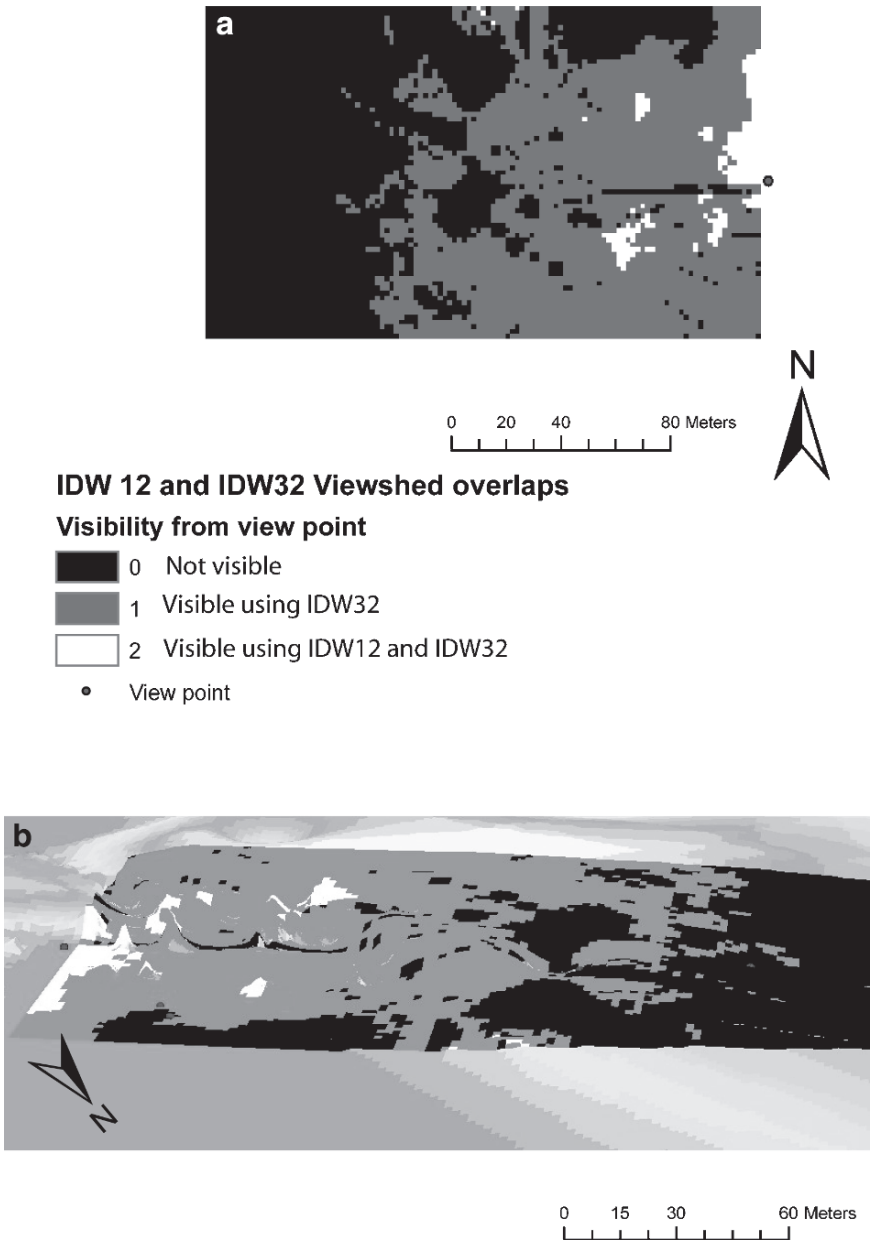 a
N
0 20 40 80 Meters
IDW 12 and IDW32 Viewshed overlaps
Visibility from view point
0 Not visible
1 Visible using IDW32
2 Visible using IDW12 and IDW32
View point
b
N
0 15 30 60 Meters